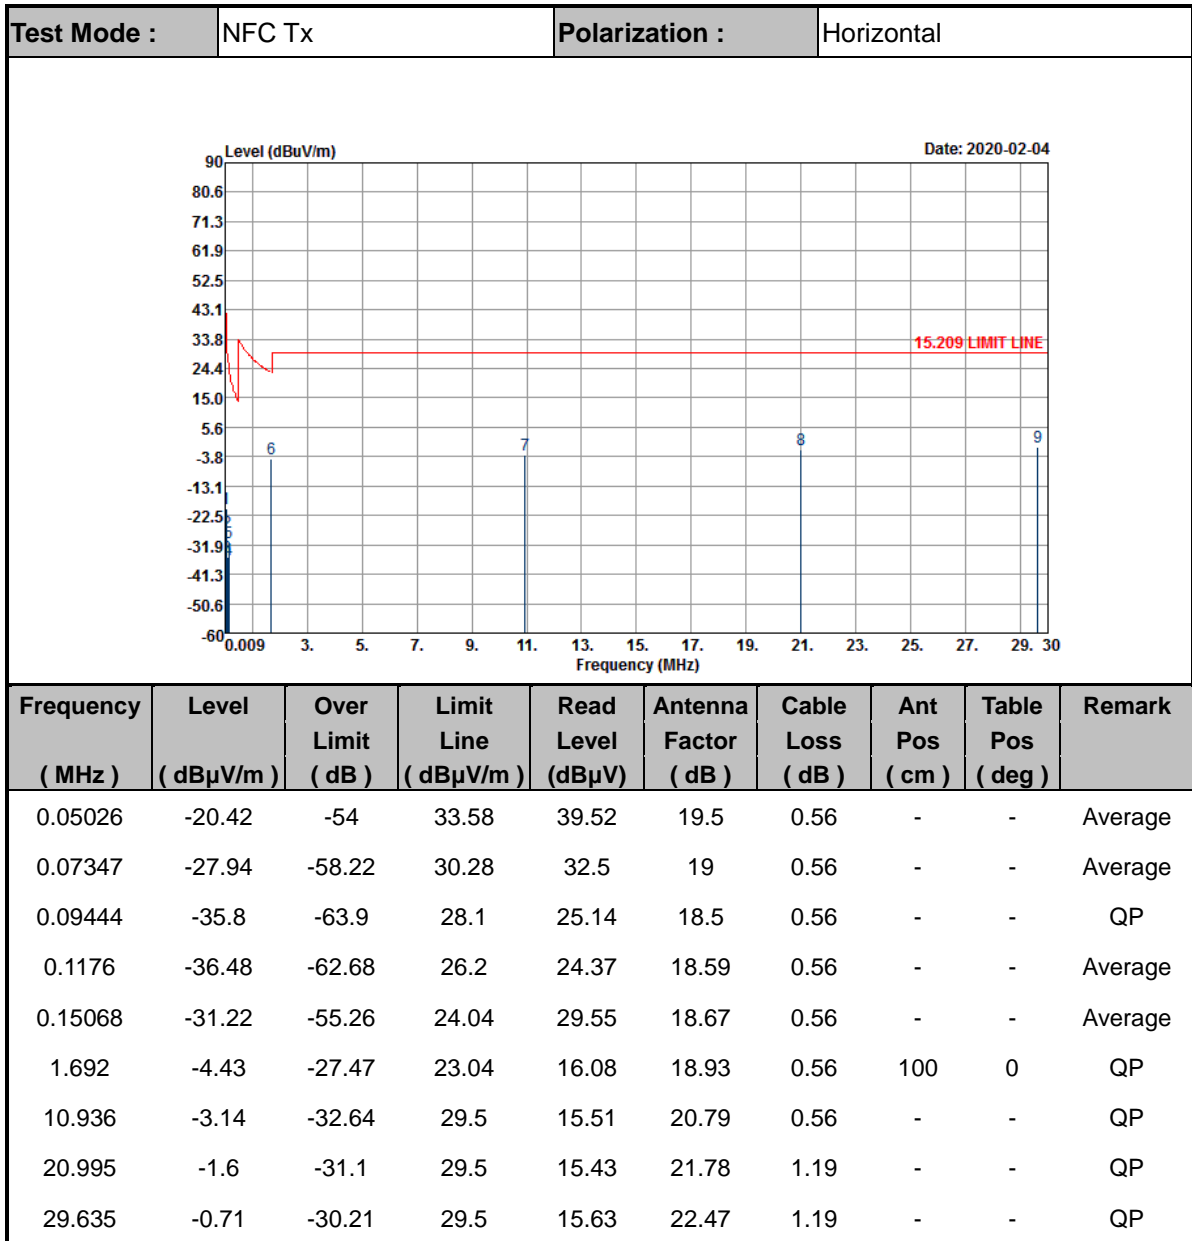 Test Mode : NFC Tx Polarization : Horizontal
Level (dBuV/m) Date: 2020-02-04
90
80.6
71.3
61.9
52.5
43.1
33.8
15.209 LIMIT LINE
24.4
15.0
5.6
6 7 8 9
-3.8
-13.1
-22.5
-31.9
-41.3
-50.6
-60
0.009 3. 5. 7. 9. 11. 13. 15. 17. 19. 21. 23. 25. 27. 29. 30
Frequency (MHz)
Frequency Level Over Limit Read Antenna Cable Ant Table Remark
Limit Line Level Factor Loss Pos Pos
( MHz ) ( dBµV/m ) ( dB ) ( dBµV/m ) (dBµV) ( dB ) ( dB ) ( cm ) ( deg )
0.05026 -20.42 -54 33.58 39.52 19.5 0.56 - - Average
0.07347 -27.94 -58.22 30.28 32.5 19 0.56 - - Average
0.09444 -35.8 -63.9 28.1 25.14 18.5 0.56 - - QP
0.1176 -36.48 -62.68 26.2 24.37 18.59 0.56 - - Average
0.15068 -31.22 -55.26 24.04 29.55 18.67 0.56 - - Average
1.692 -4.43 -27.47 23.04 16.08 18.93 0.56 100 0 QP
10.936 -3.14 -32.64 29.5 15.51 20.79 0.56 - - QP
20.995 -1.6 -31.1 29.5 15.43 21.78 1.19 - - QP
29.635 -0.71 -30.21 29.5 15.63 22.47 1.19 - - QP